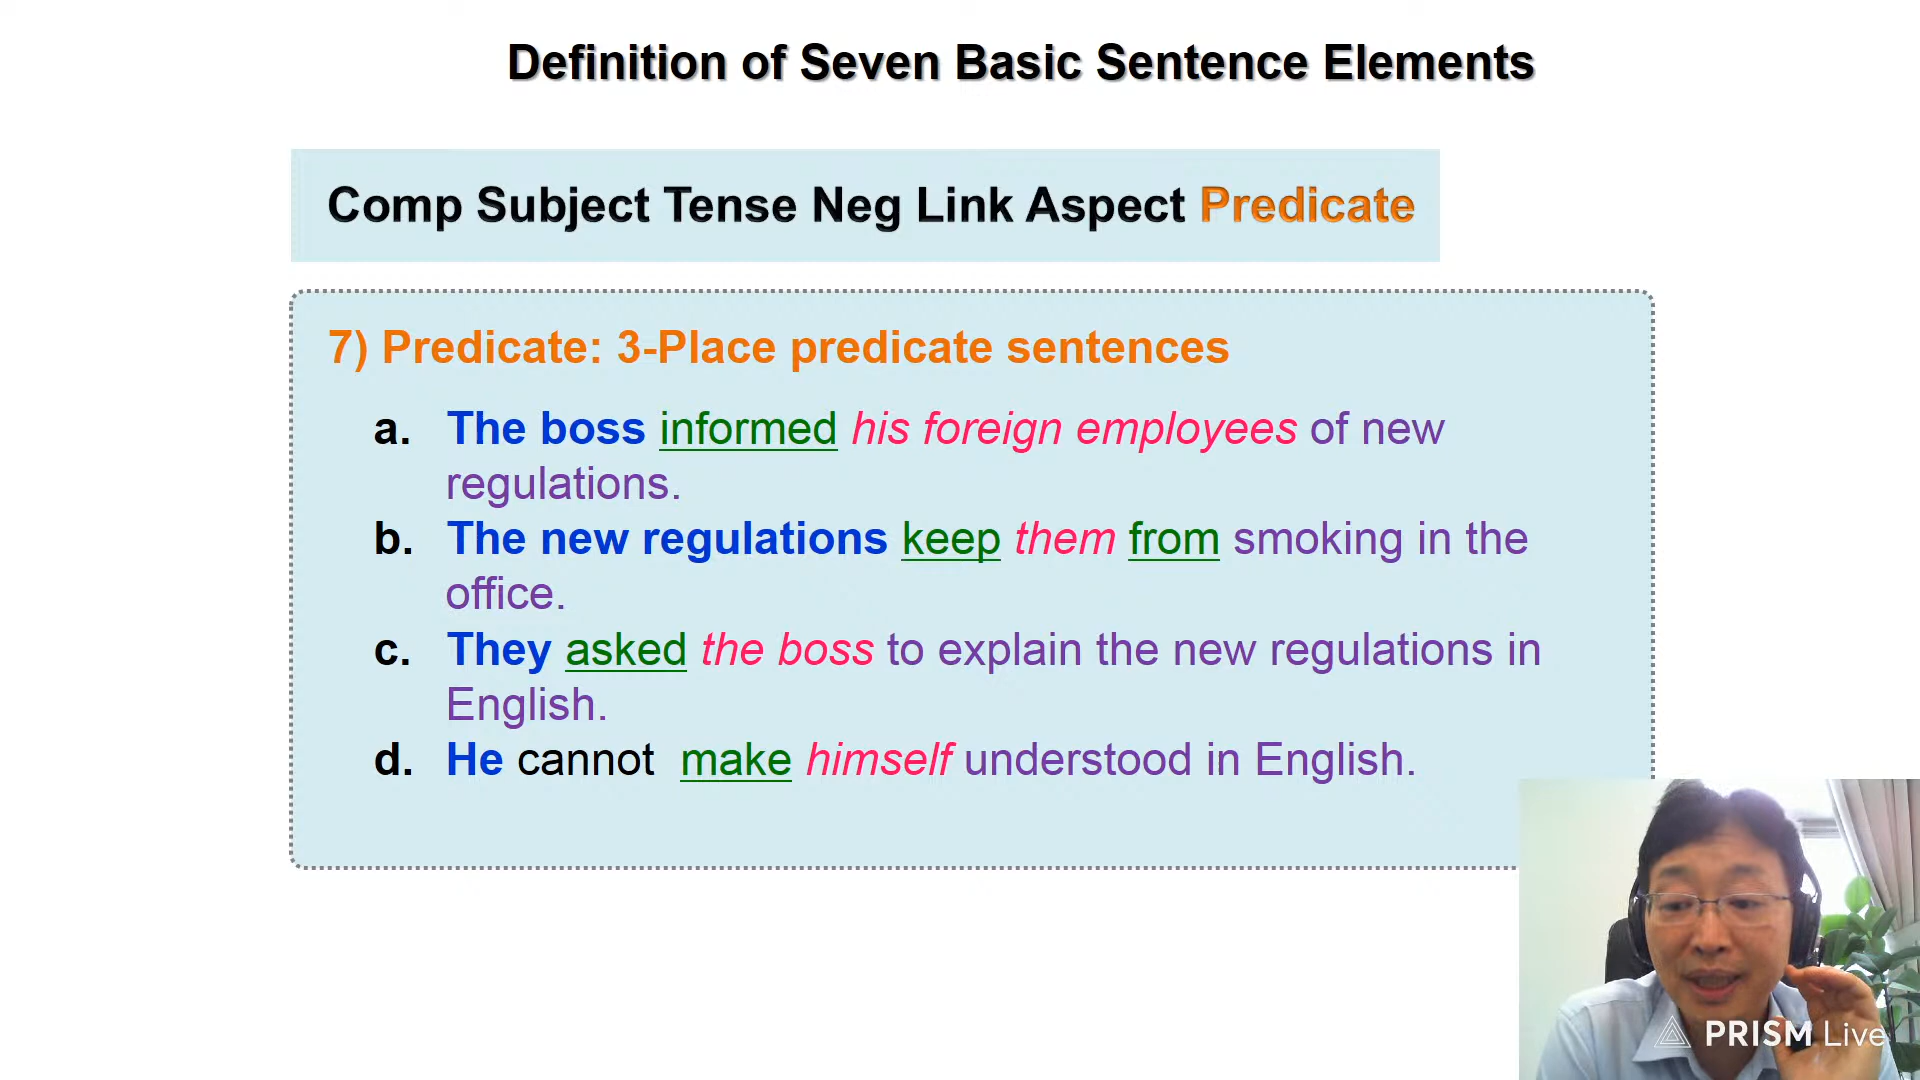 Definition of Seven Basic Sentence Elements
Comp Subject Tense Neg Link Aspect Predicate
7) Predicate: 3-Place predicate sentences
a. The boss informed his foreign employees of new
regulations.
b. The new regulations keep them from smoking in the
office.
c. They asked the boss to explain the new regulations in
English.
d. He cannot make himself understood in English.
PRISM Live